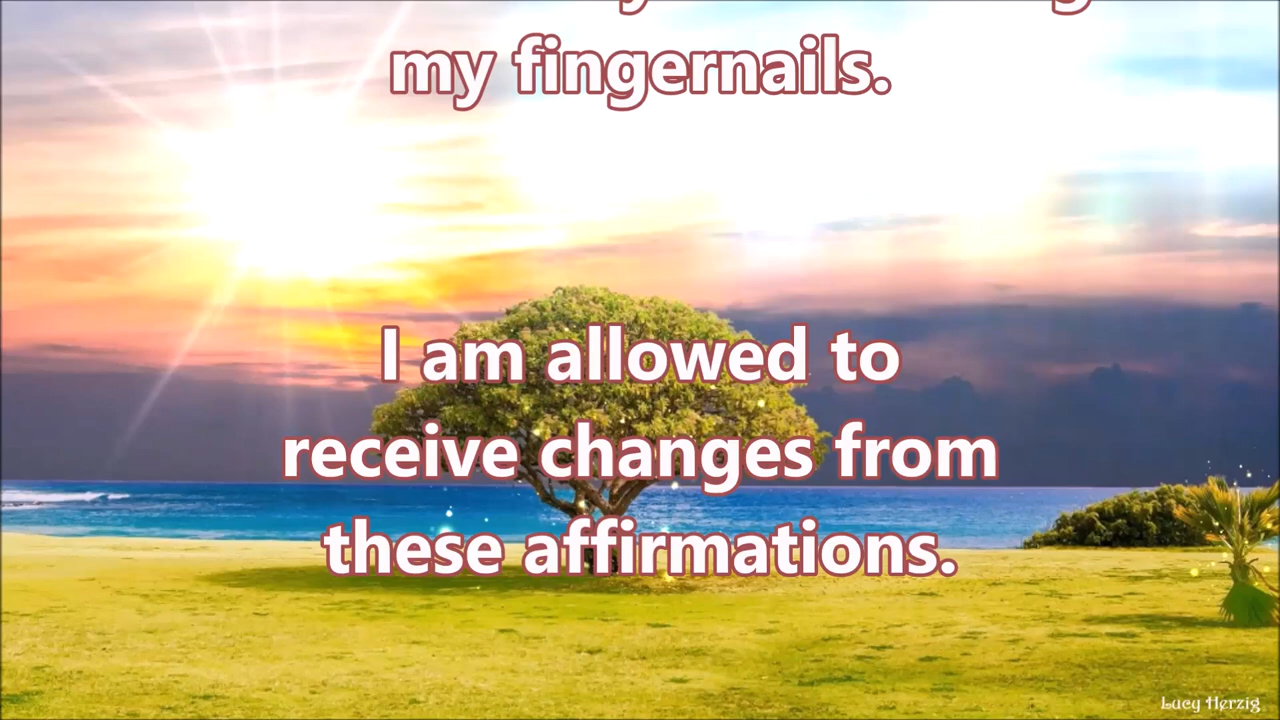 my fingernails.
I am allowed to
receive changes from
these affirmations.
Lucy Herzig